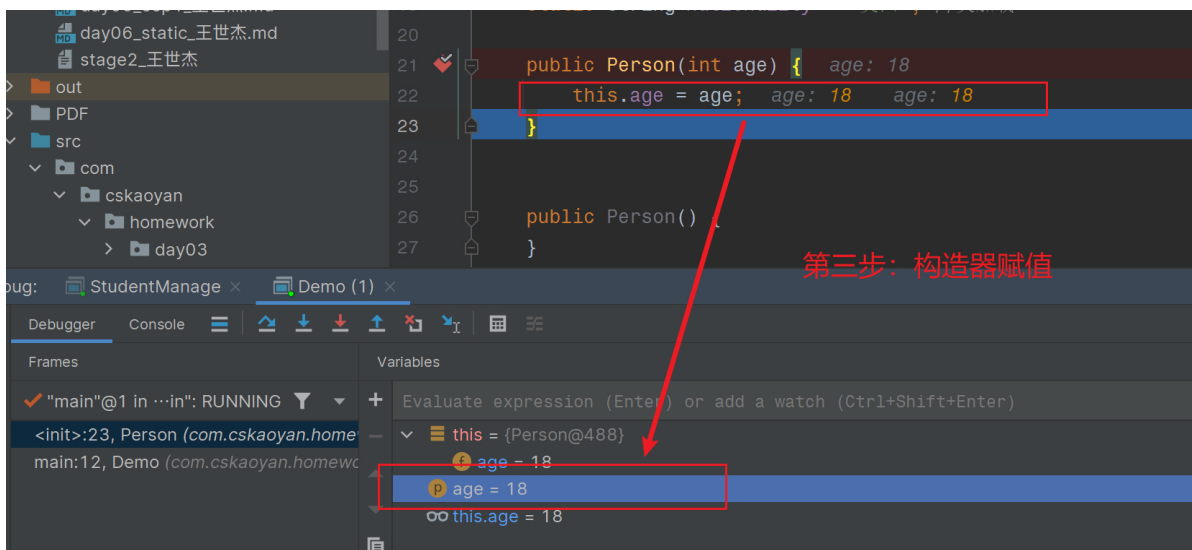 day06_static_王世杰.md
stage2_王世杰
out
PDF
src
com
cskaoyan
homework
day03
20
21 public Person(int age) { age: 18
22 this.age = age; age: 18 age: 18
23 }
24
25
26 public Person() {
27 }
第三步：构造器赋值
bug: StudentManage × Demo (1) ×
Debugger Console
Frames Variables
"main"@1 in ···in": RUNNING
Evaluate expression (Enter) or add a watch (Ctrl+Shift+Enter)
<init>:23, Person (com.cskaoyan.home
this = {Person@488}
main:12, Demo (com.cskaoyan.homewo
f age = 18
p age = 18
this.age = 18